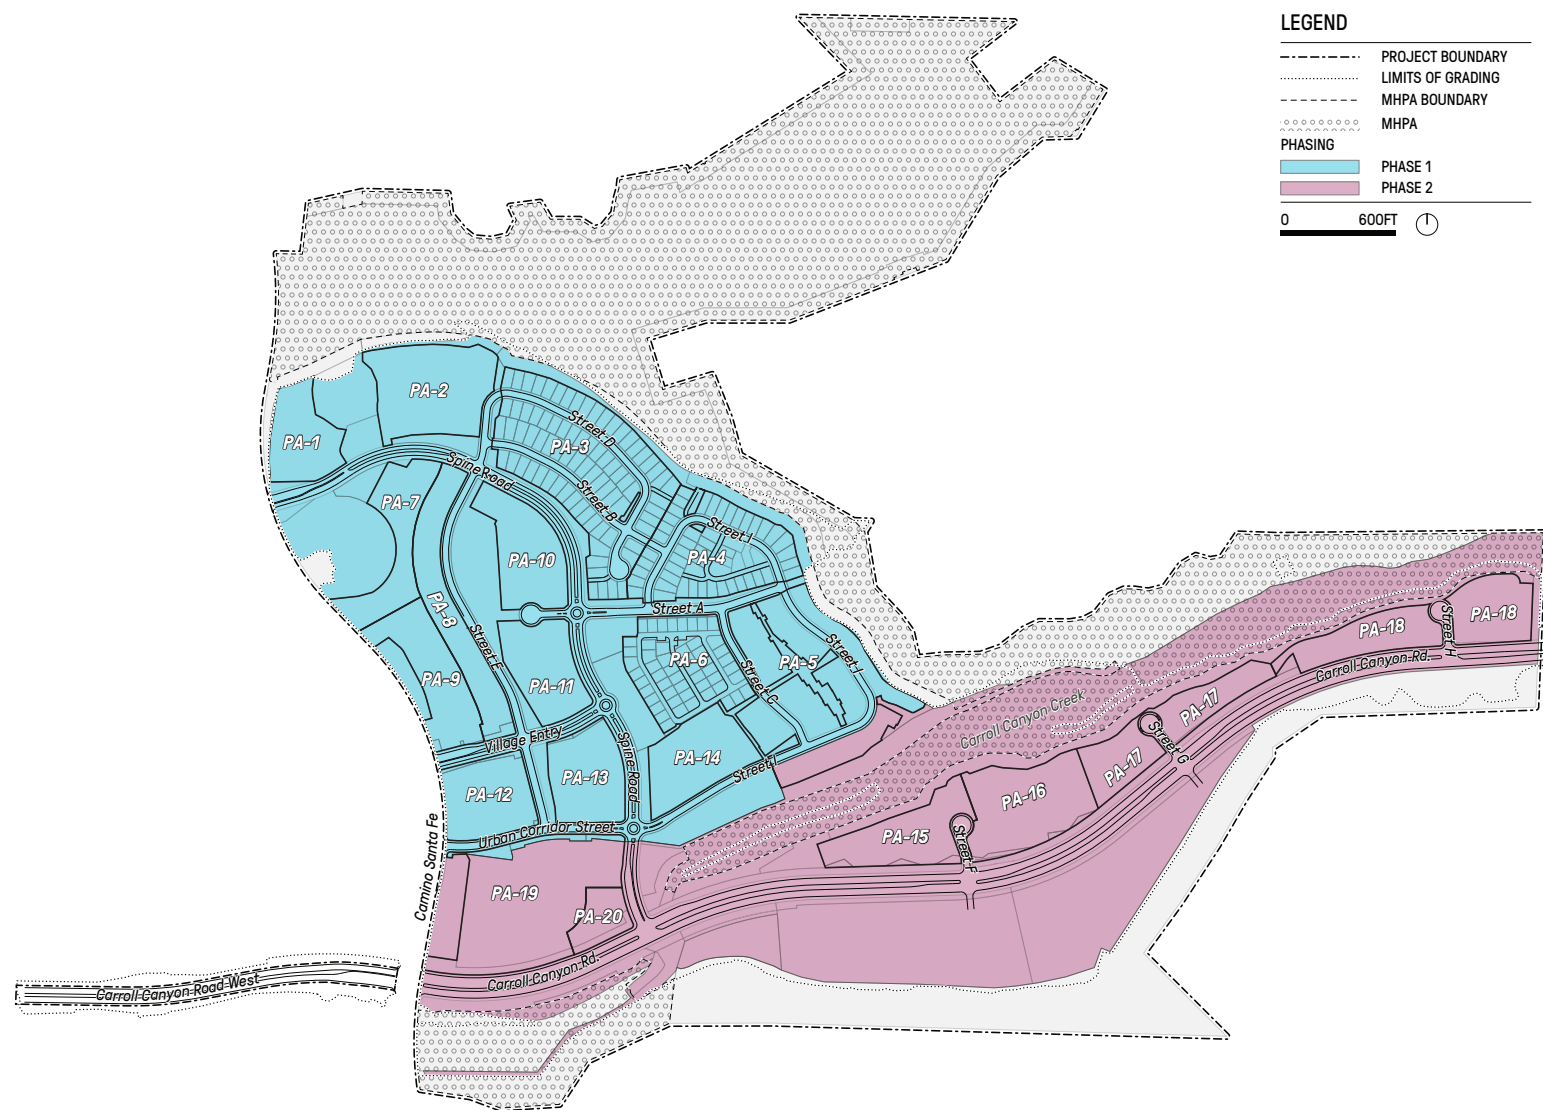 LEGEND
PROJECT BOUNDARY
LIMITS OF GRADING
MHPA BOUNDARY
MHPA
PHASING
PHASE 1
PHASE 2
0 600FT
PA-2
PA-1
Street D
PA-3
Spine Road
PA-7
Street B
Street I
PA-10
PA-4
PA-8
Street A
Street E
PA-6
PA-5
Street I
PA-9
PA-11
Street C
Village Entry
Spine Road
PA-14
PA-13
Street I
PA-12
Urban Corridor Street
Camino Santa Fe
PA-18
PA-18
Street H
Carroll Canyon Rd.
Carroll Canyon Creek
PA-17
Street G
PA-17
PA-16
PA-15
Street F
PA-19
PA-20
Carroll Canyon Rd.
Carroll Canyon Road West